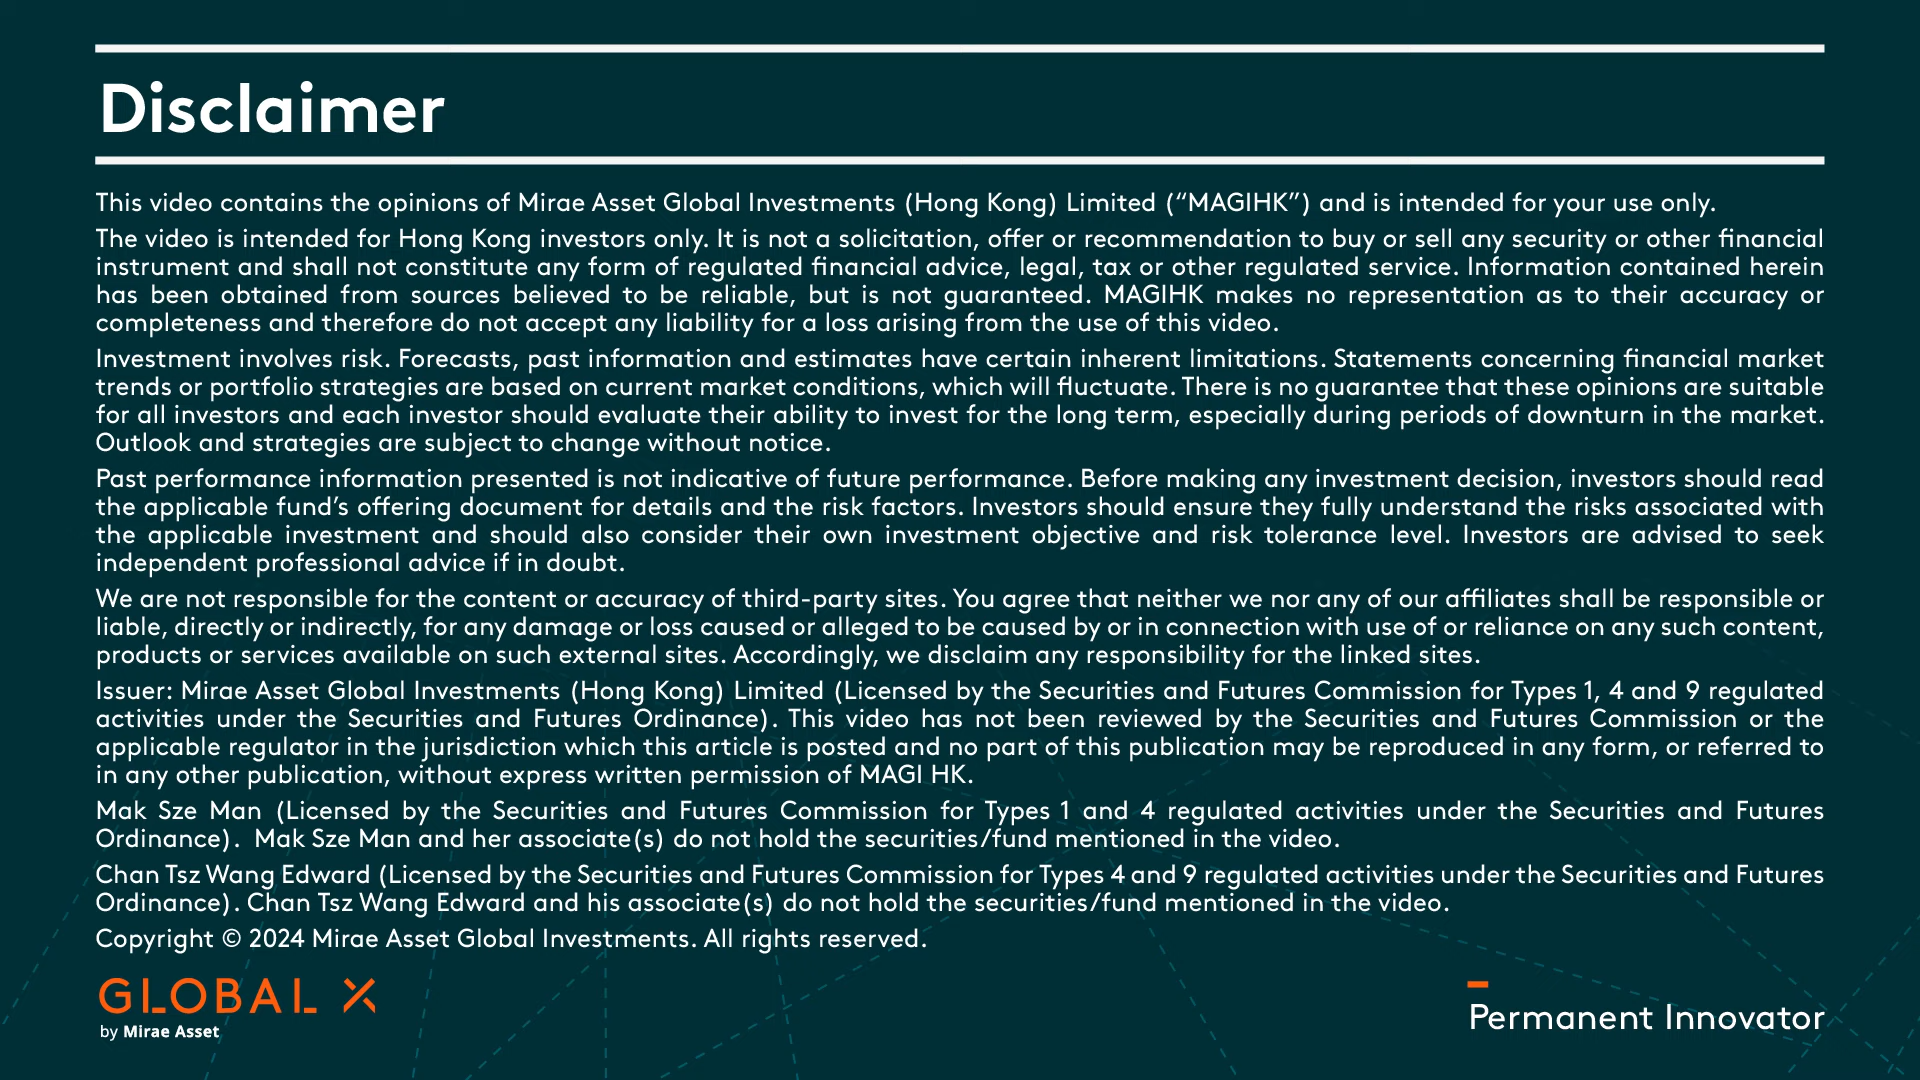 Disclaimer
This video contains the opinions of Mirae Asset Global Investments (Hong Kong) Limited (“MAGIHK”) and is intended for your use only.
The video is intended for Hong Kong investors only. It is not a solicitation, offer or recommendation to buy or sell any security or other financial
instrument and shall not constitute any form of regulated financial advice, legal, tax or other regulated service. Information contained herein
has been obtained from sources believed to be reliable, but is not guaranteed. MAGIHK makes no representation as to their accuracy or
completeness and therefore do not accept any liability for a loss arising from the use of this video.
Investment involves risk. Forecasts, past information and estimates have certain inherent limitations. Statements concerning financial market
trends or portfolio strategies are based on current market conditions, which will fluctuate. There is no guarantee that these opinions are suitable
for all investors and each investor should evaluate their ability to invest for the long term, especially during periods of downturn in the market.
Outlook and strategies are subject to change without notice.
Past performance information presented is not indicative of future performance. Before making any investment decision, investors should read
the applicable fund’s offering document for details and the risk factors. Investors should ensure they fully understand the risks associated with
the applicable investment and should also consider their own investment objective and risk tolerance level. Investors are advised to seek
independent professional advice if in doubt.
We are not responsible for the content or accuracy of third-party sites. You agree that neither we nor any of our affiliates shall be responsible or
liable, directly or indirectly, for any damage or loss caused or alleged to be caused by or in connection with use of or reliance on any such content,
products or services available on such external sites. Accordingly, we disclaim any responsibility for the linked sites.
Issuer: Mirae Asset Global Investments (Hong Kong) Limited (Licensed by the Securities and Futures Commission for Types 1, 4 and 9 regulated
activities under the Securities and Futures Ordinance). This video has not been reviewed by the Securities and Futures Commission or the
applicable regulator in the jurisdiction which this article is posted and no part of this publication may be reproduced in any form, or referred to
in any other publication, without express written permission of MAGI HK.
Mak Sze Man (Licensed by the Securities and Futures Commission for Types 1 and 4 regulated activities under the Securities and Futures
Ordinance). Mak Sze Man and her associate(s) do not hold the securities/fund mentioned in the video.
Chan Tsz Wang Edward (Licensed by the Securities and Futures Commission for Types 4 and 9 regulated activities under the Securities and Futures
Ordinance). Chan Tsz Wang Edward and his associate(s) do not hold the securities/fund mentioned in the video.
Copyright © 2024 Mirae Asset Global Investments. All rights reserved.
GLOBAL X
by Mirae Asset
Permanent Innovator